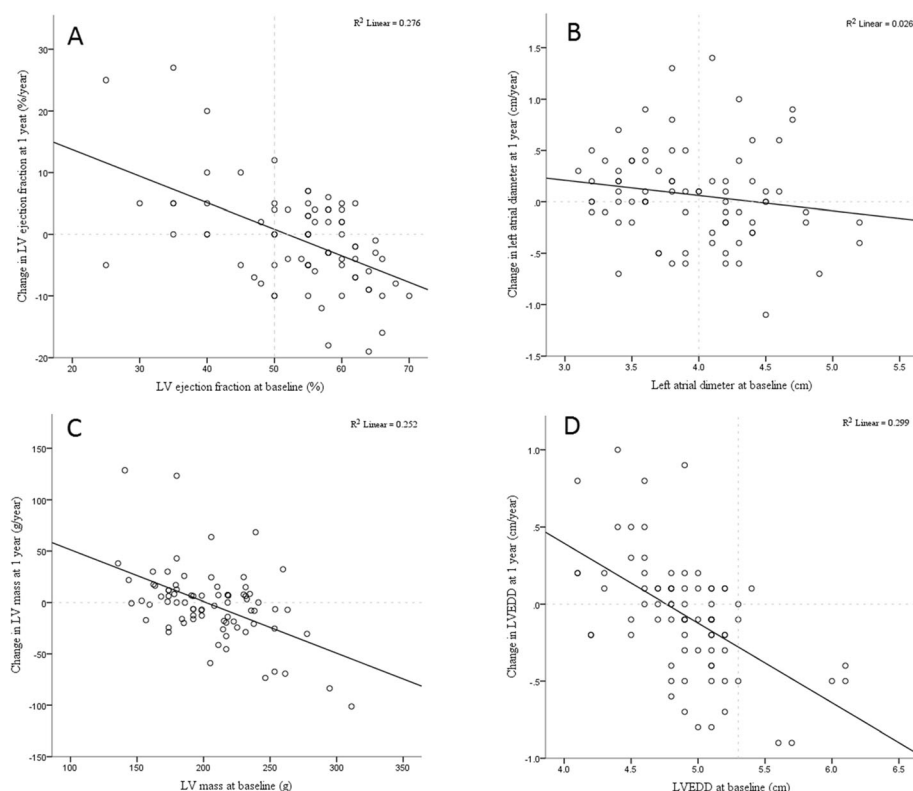 A
R² Linear = 0.276
Change in LV ejection fraction at 1 yeat (%/year)
30
20
10
0
-10
-20
20 30 40 50 60 70
LV ejection fraction at baseline (%)
B
R² Linear = 0.026
Change in left atrial diameter at 1 year (cm/year)
1.5
1.0
.5
.0
-.5
-1.0
-1.5
3.0 3.5 4.0 4.5 5.0 5.5
Left atrial dimeter at baseline (cm)
C
R² Linear = 0.252
Change in LV mass at 1 year (g/year)
150
100
50
0
-50
-100
-150
100 150 200 250 300 350
LV mass at baseline (g)
D
R² Linear = 0.299
Change in LVEDD at 1 year (cm/year)
1.0
.5
.0
-.5
-1.0
4.0 4.5 5.0 5.5 6.0 6.5
LVEDD at baseline (cm)